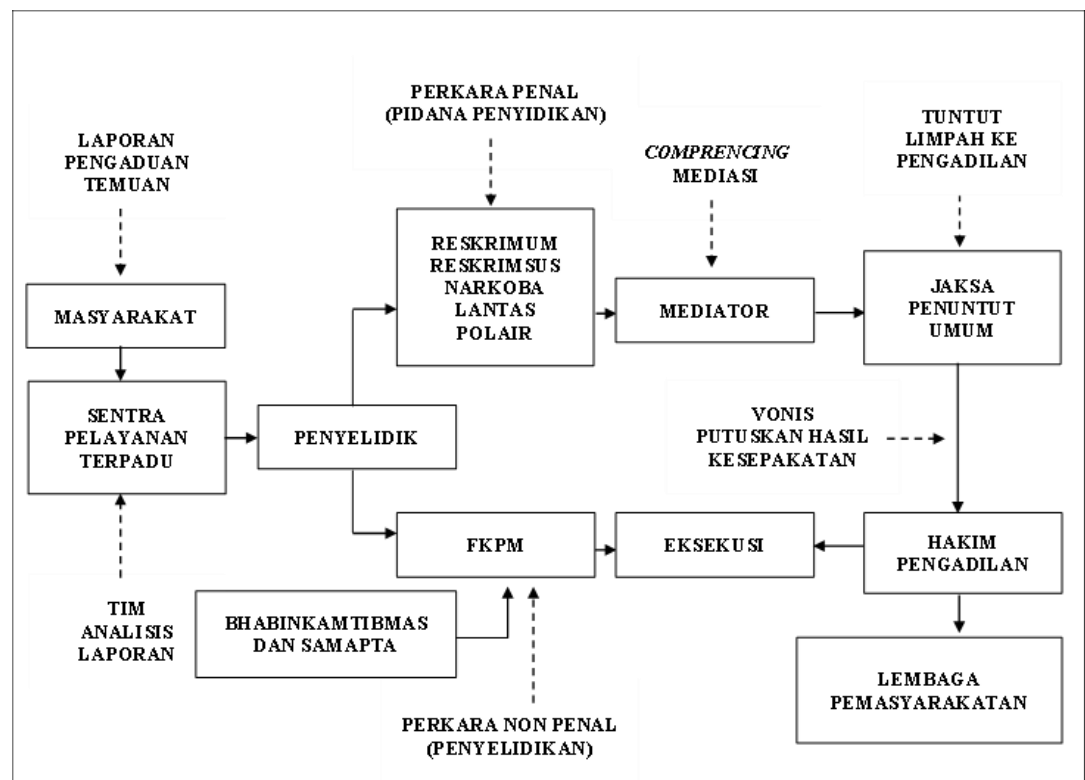 PERKARA PENAL
(PIDANA PENYIDIKAN)
TUNTUT
LIMPAH KE
PENGADILAN
LAPORAN
PENGADUAN
TEMUAN
COMPRENCING
MEDIASI
RESKRIMUM
RESKRIMSUS
NARKOBA
LANTAS
POLAIR
JAKSA
PENUNTUT
UMUM
MASYARAKAT
MEDIATOR
SENTRA
PELAYANAN
TERPADU
PENYELIDIK
VONIS
PUTUSKAN HASIL
KESEPAKATAN
FKPM
EKSEKUSI
HAKIM
PENGADILAN
TIM
ANALISIS
LAPORAN
BHABINKAMTIBMAS
DAN SAMAPTA
LEMBAGA
PEMASYARAKATAN
PERKARA NON PENAL
(PENYELIDIKAN)